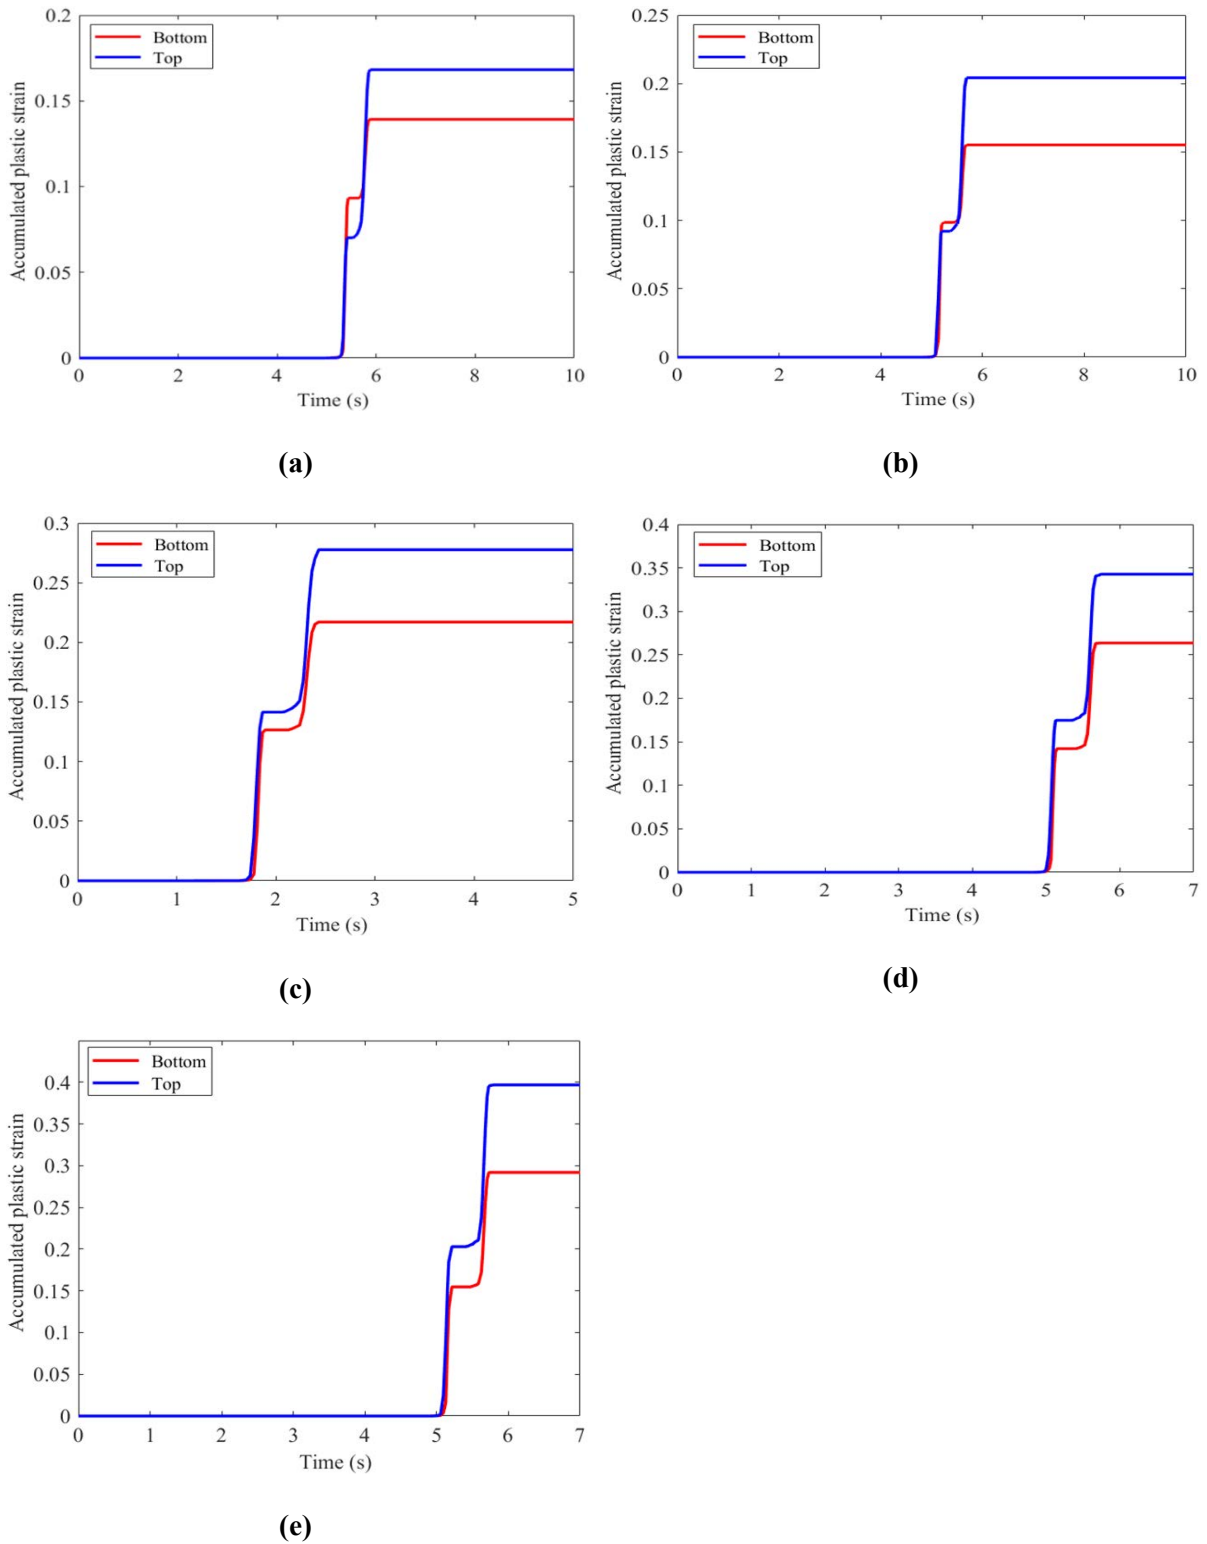 0.2
0.15
0.1
0.05
0
Accumulated plastic strain
Bottom
Top
0 2 4 6 8 10
Time (s)
(a)
0.25
0.2
0.15
0.1
0.05
0
Accumulated plastic strain
Bottom
Top
0 2 4 6 8 10
Time (s)
(b)
0.3
0.25
0.2
0.15
0.1
0.05
0
Accumulated plastic strain
Bottom
Top
0 1 2 3 4 5
Time (s)
(c)
0.4
0.35
0.3
0.25
0.2
0.15
0.1
0.05
0
Accumulated plastic strain
Bottom
Top
0 1 2 3 4 5 6 7
Time (s)
(d)
0.4
0.35
0.3
0.25
0.2
0.15
0.1
0.05
0
Accumulated plastic strain
Bottom
Top
0 1 2 3 4 5 6 7
Time (s)
(e)